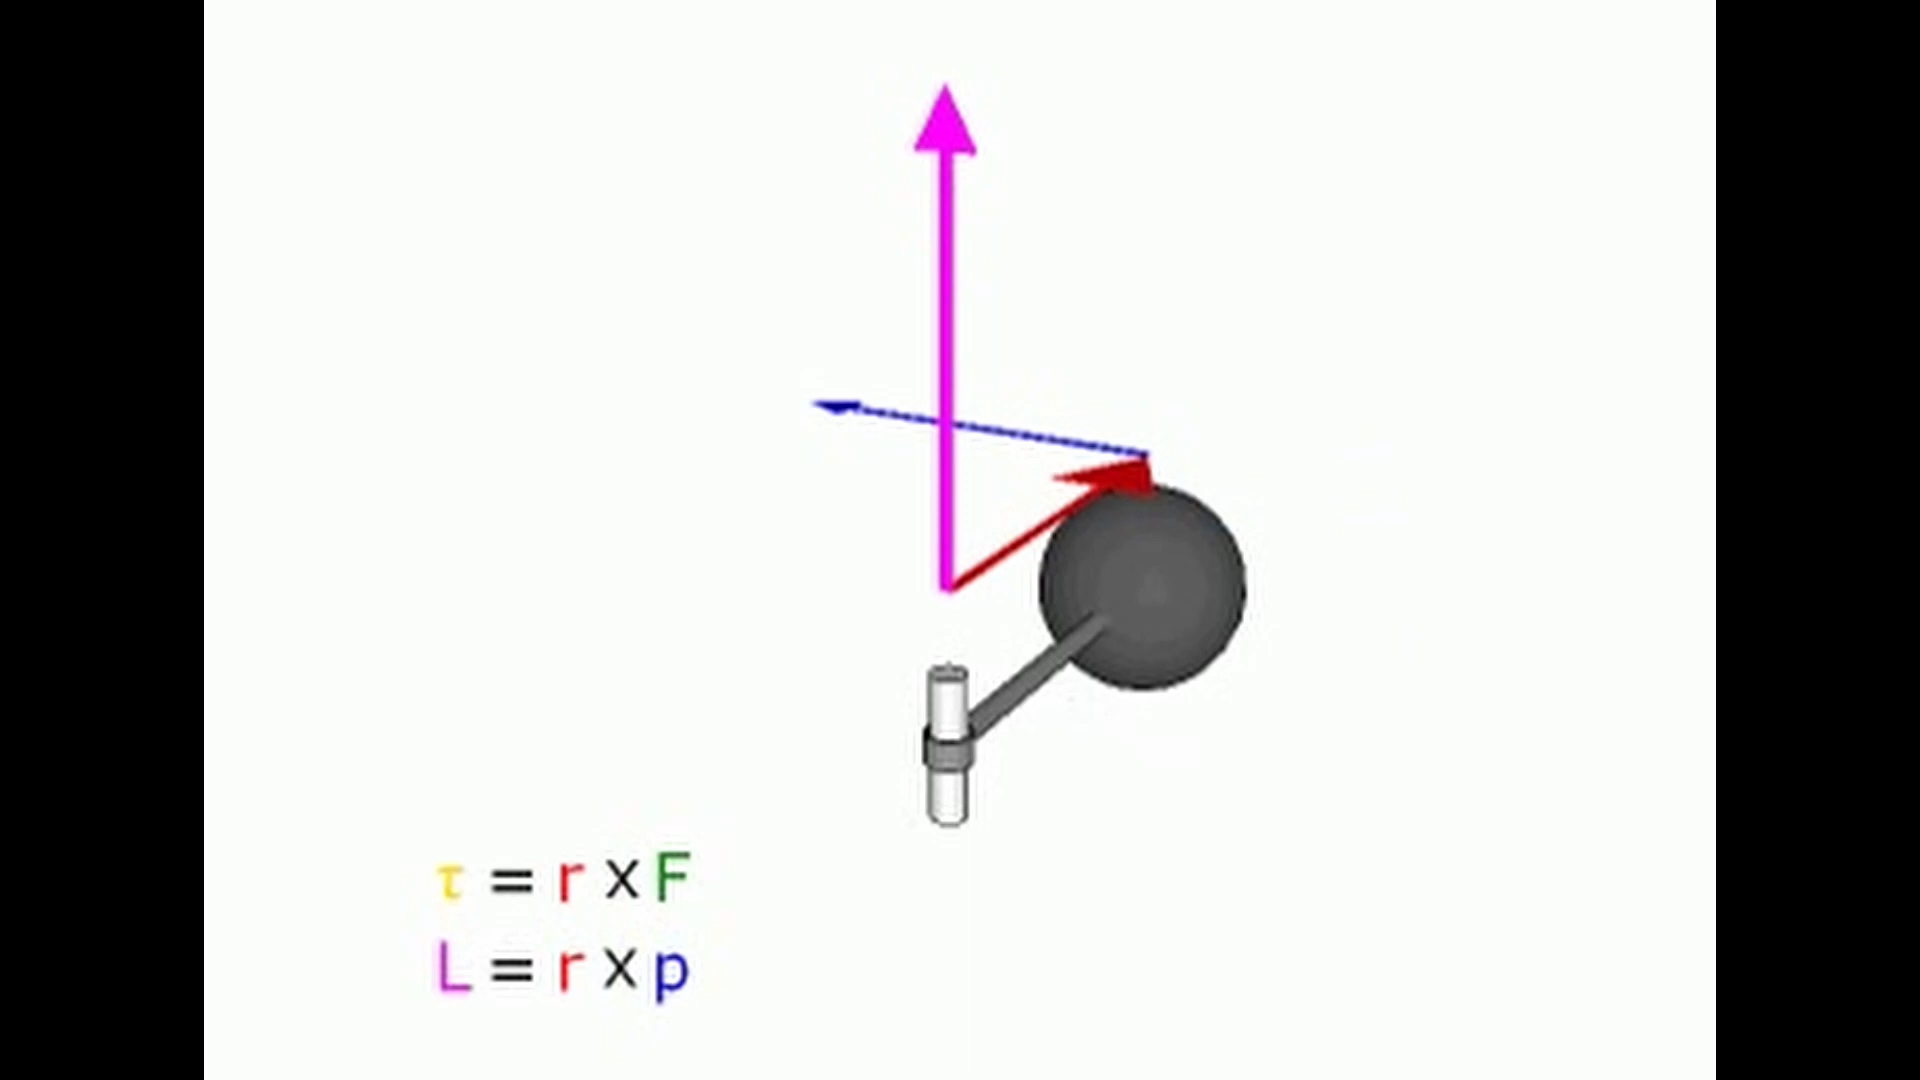 τ = r x F
L = r x p